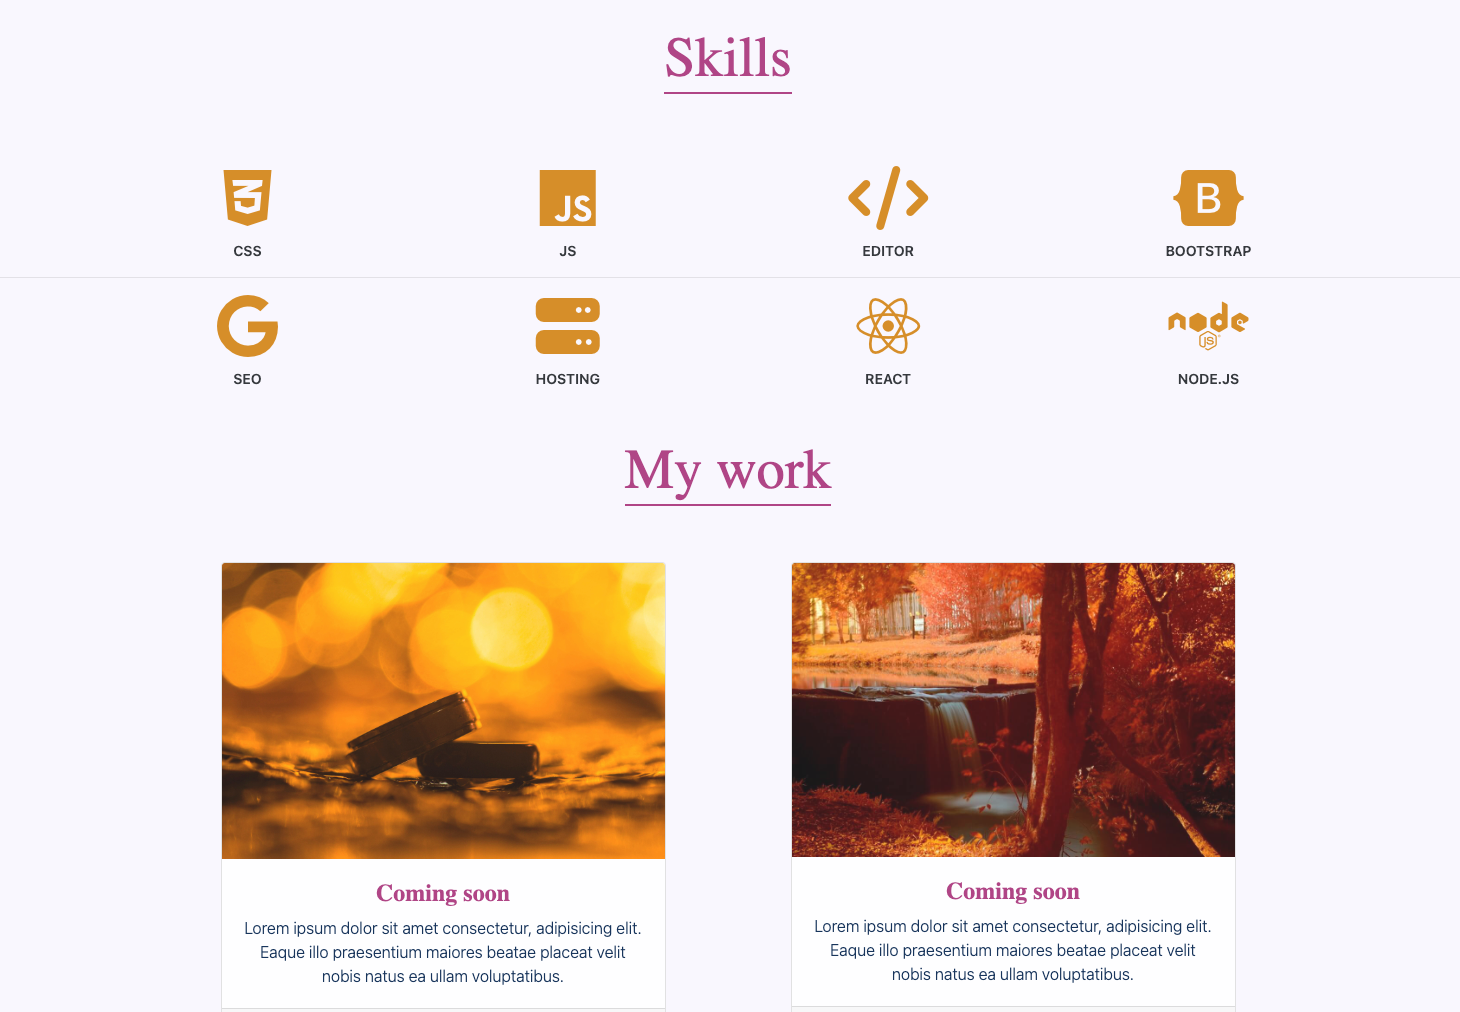 Skills
JS
B
CSS
JS
EDITOR
BOOTSTRAP
node
JS
SEO
HOSTING
REACT
NODE.JS
My work
Coming soon
Lorem ipsum dolor sit amet consectetur, adipisicing elit.
Eaque illo praesentium maiores beatae placeat velit
nobis natus ea ullam voluptatibus.
Coming soon
Lorem ipsum dolor sit amet consectetur, adipisicing elit.
Eaque illo praesentium maiores beatae placeat velit
nobis natus ea ullam voluptatibus.